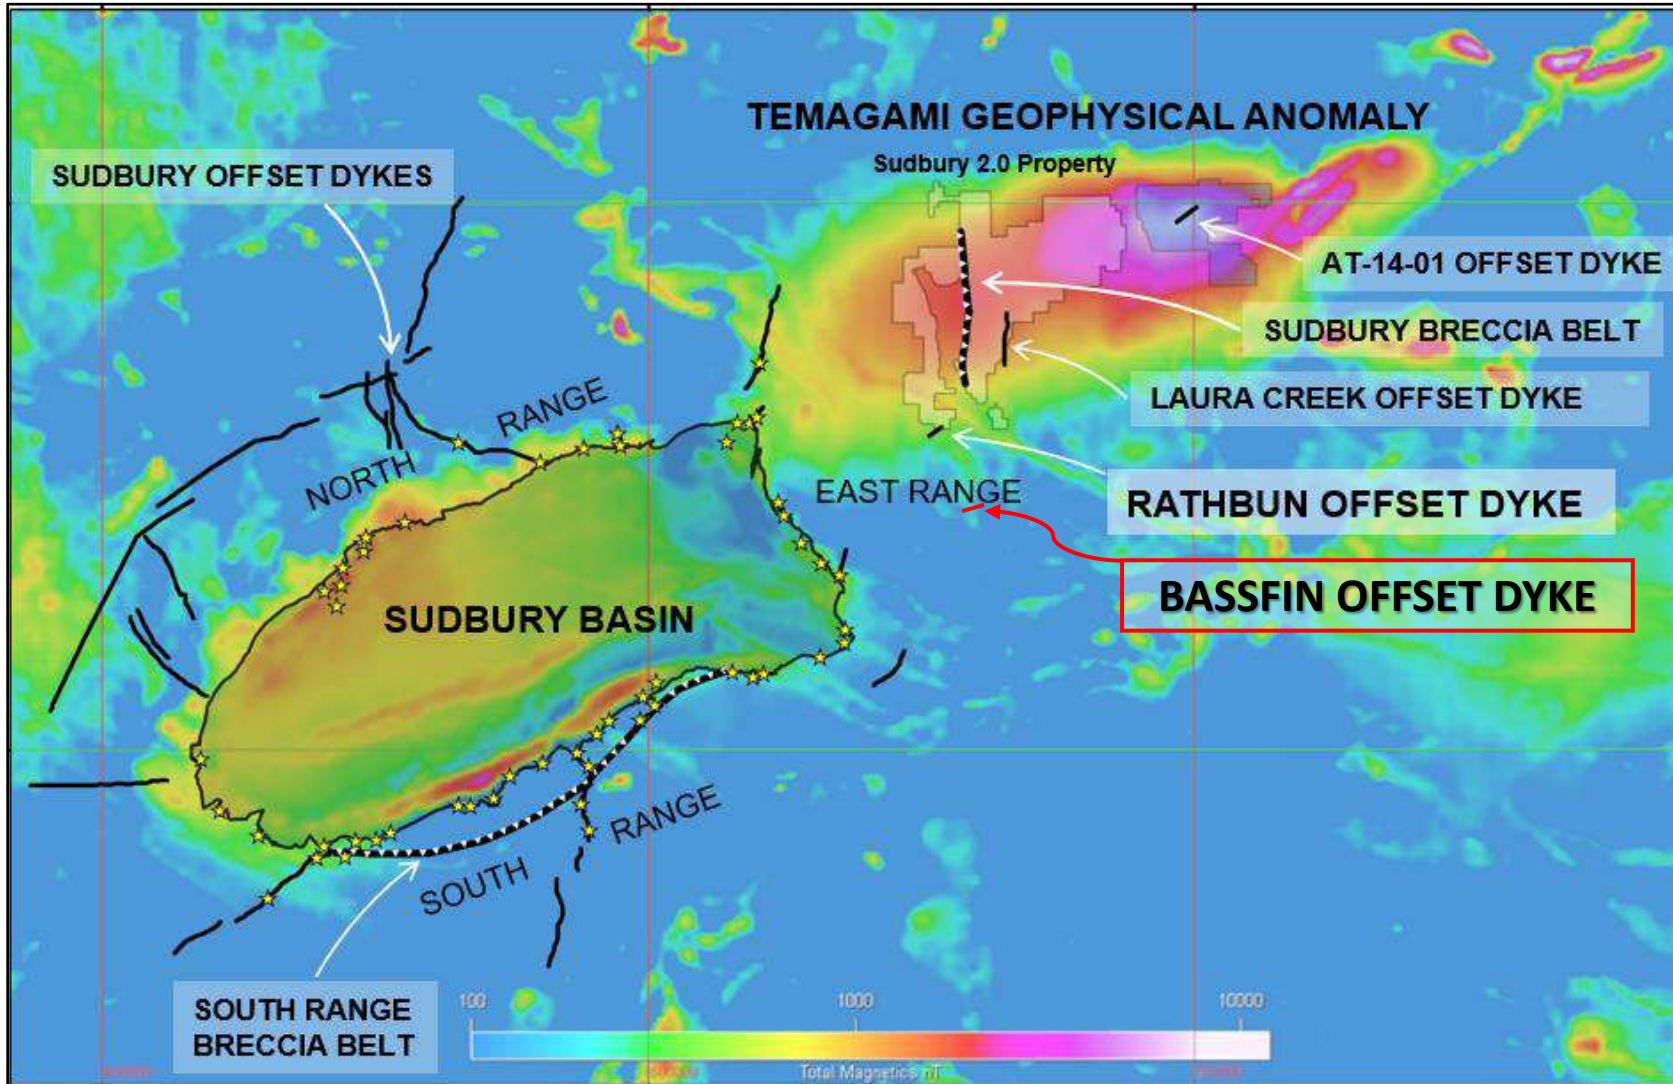 TEMAGAMI GEOPHYSICAL ANOMALY
Sudbury 2.0 Property
SUDBURY OFFSET DYKES
AT-14-01 OFFSET DYKE
SUDBURY BRECCIA BELT
LAURA CREEK OFFSET DYKE
NORTH RANGE
EAST RANGE
RATHBUN OFFSET DYKE
BASSFIN OFFSET DYKE
SUDBURY BASIN
SOUTH RANGE
SOUTH RANGE
BRECCIA BELT
100 1000 10000
Total Magnetics nT